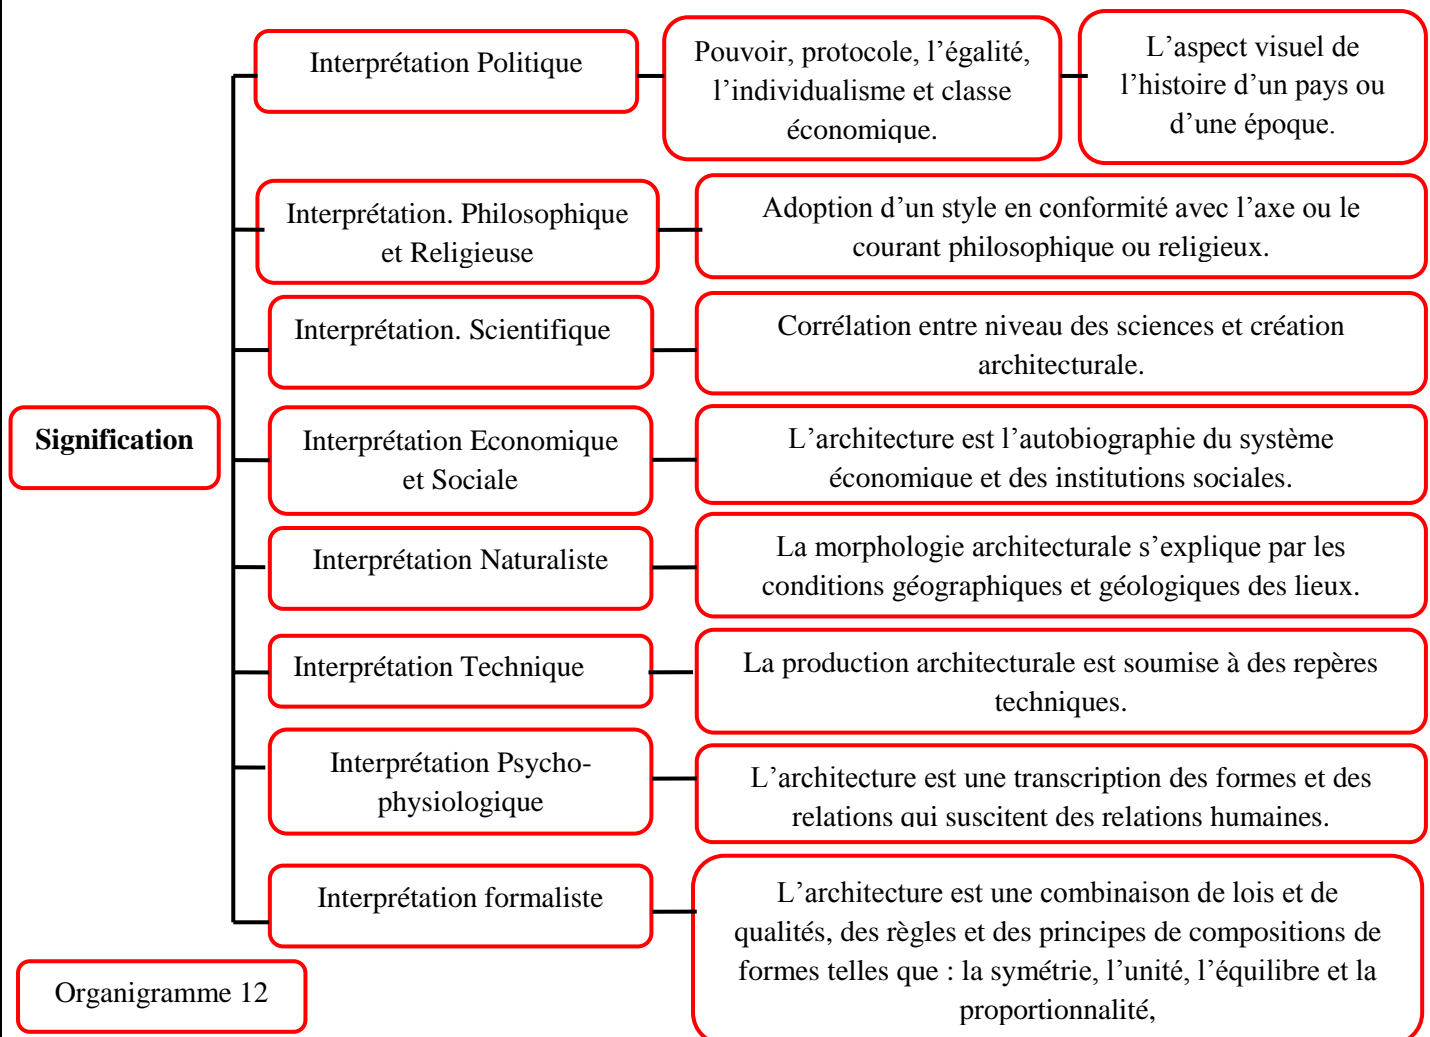 Interprétation Politique
Pouvoir, protocole, l’égalité,
l’individualisme et classe
économique.
L’aspect visuel de
l’histoire d’un pays ou
d’une époque.
Interprétation. Philosophique
et Religieuse
Adoption d’un style en conformité avec l’axe ou le
courant philosophique ou religieux.
Interprétation. Scientifique
Corrélation entre niveau des sciences et création
architecturale.
Signification
Interprétation Economique
et Sociale
L’architecture est l’autobiographie du système
économique et des institutions sociales.
Interprétation Naturaliste
La morphologie architecturale s’explique par les
conditions géographiques et géologiques des lieux.
Interprétation Technique
La production architecturale est soumise à des repères
techniques.
Interprétation Psycho-
physiologique
L’architecture est une transcription des formes et des
relations qui suscitent des relations humaines.
Interprétation formaliste
L’architecture est une combinaison de lois et de
qualités, des règles et des principes de compositions de
formes telles que : la symétrie, l’unité, l’équilibre et la
proportionnalité,
Organigramme 12